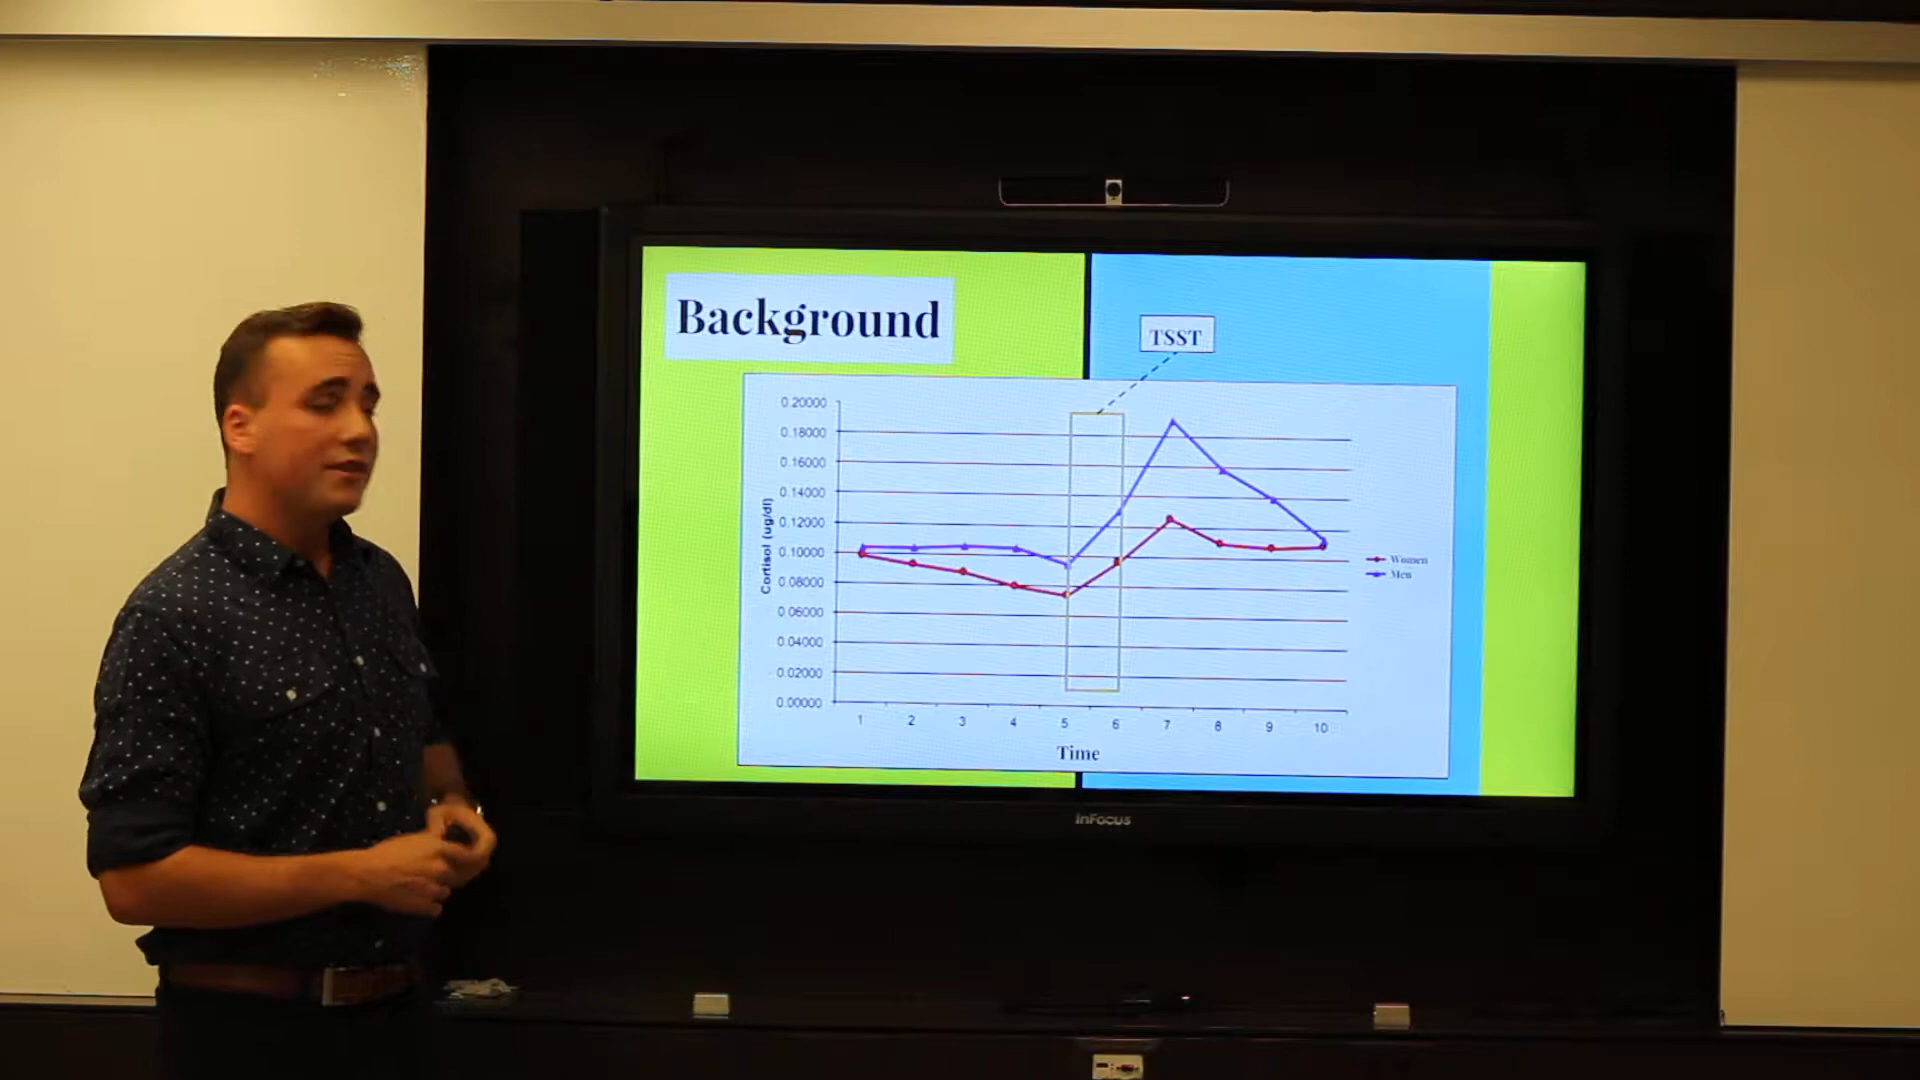 Background
TSST
0.20000
0.18000
0.16000
0.14000
0.12000
0.10000
0.08000
0.06000
0.04000
0.02000
0.00000
Cortisol (ug/dl)
1 2 3 4 5 6 7 8 9 10
Time
Women
Men
InFocus